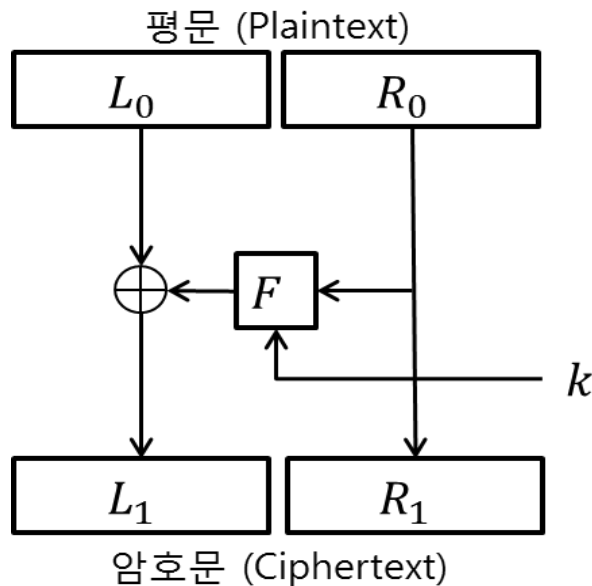 평문 (Plaintext)
L₀ R₀
F
k
L₁ R₁
암호문 (Ciphertext)